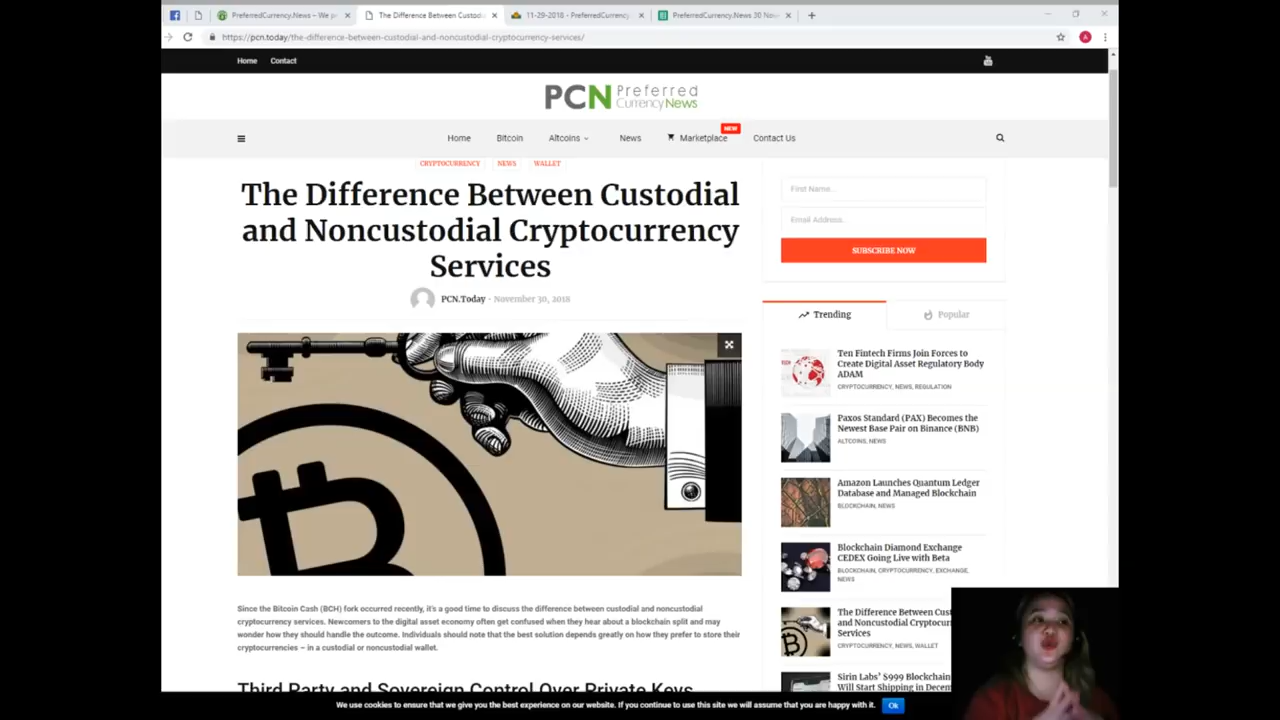 PreferredCurrency.News – We p
The Difference Between Custod
11-29-2018 - PreferredCurrency
PreferredCurrency.News 30 Nov
https://pcn.today/the-difference-between-custodial-and-noncustodial-cryptocurrency-services/
A
Home Contact
PCN Preferred
CurrencyNews
NEW
Home Bitcoin Altcoins News Marketplace Contact Us
CRYPTOCURRENCY NEWS WALLET
The Difference Between Custodial
and Noncustodial Cryptocurrency
Services
PCN.Today - November 30, 2018
Since the Bitcoin Cash (BCH) fork occurred recently, it's a good time to discuss the difference between custodial and noncustodial
cryptocurrency services. Newcomers to the digital asset economy often get confused when they hear about a blockchain split and may
wonder how they should handle the outcome. Individuals should note that the best solution depends greatly on how they prefer to store their
cryptocurrencies – in a custodial or noncustodial wallet.
Third Party and Sovereign Control Over Private Keys
First Name..
Email Address..
SUBSCRIBE NOW
Trending Popular
Ten Fintech Firms Join Forces to
Create Digital Asset Regulatory Body
ADAM
CRYPTOCURRENCY, NEWS, REGULATION
Paxos Standard (PAX) Becomes the
Newest Base Pair on Binance (BNB)
ALTCOINS, NEWS
Amazon Launches Quantum Ledger
Database and Managed Blockchain
BLOCKCHAIN, NEWS
Blockchain Diamond Exchange
CEDEX Going Live with Beta
BLOCKCHAIN, CRYPTOCURRENCY, EXCHANGE,
NEWS
The Difference Between Cust
and Noncustodial Cryptocurr
Services
CRYPTOCURRENCY, NEWS, WALLET
Sirin Labs' $999 Blockchain
Will Start Shipping in Decem
We use cookies to ensure that we give you the best experience on our website. If you continue to use this site we will assume that you are happy with it. Ok